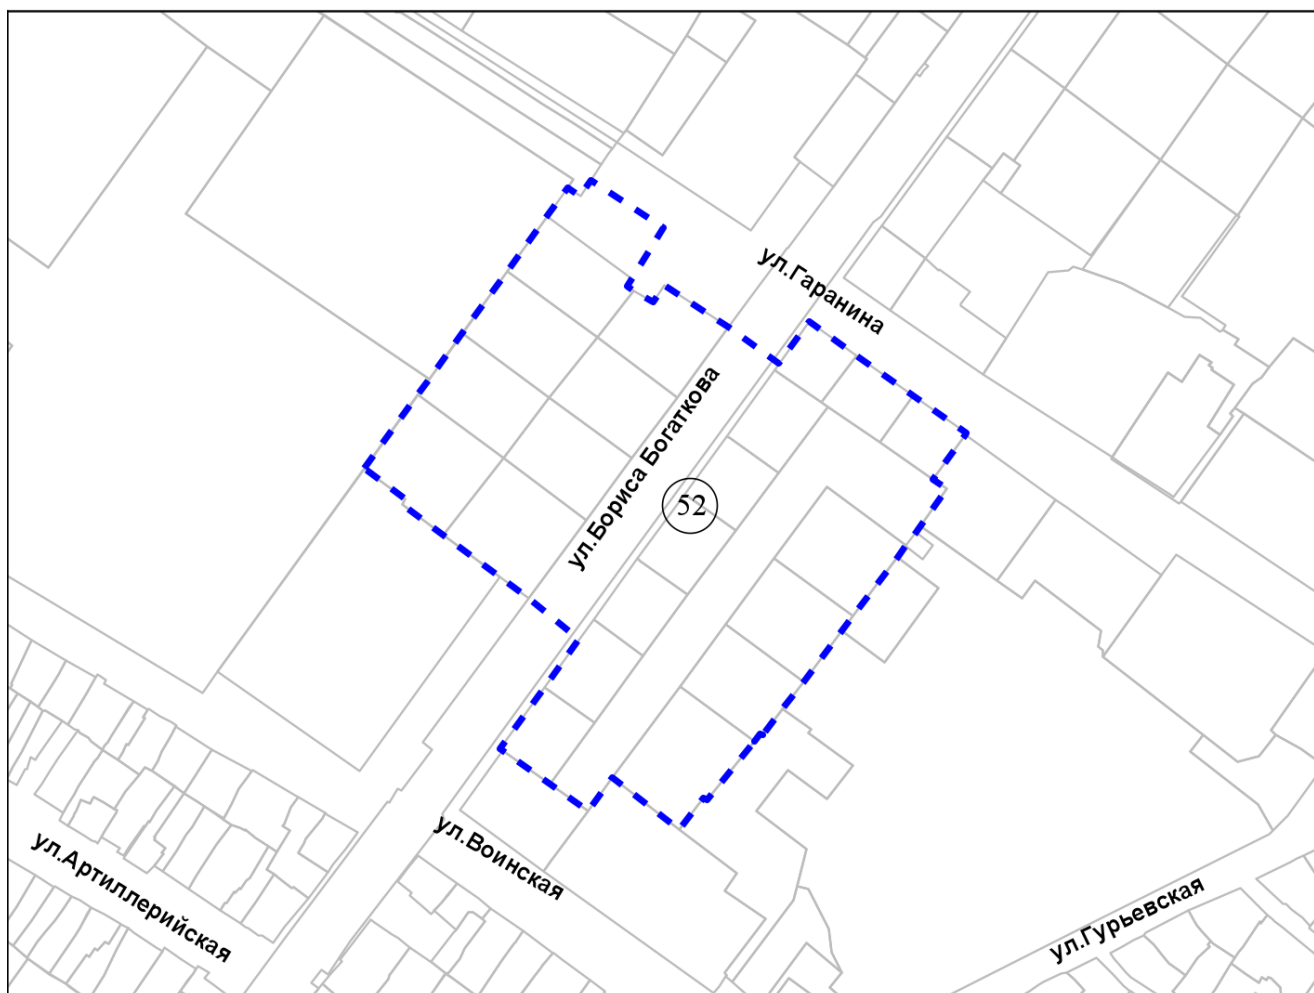 ул.Гаранина
ул.Бориса Богаткова
52
ул.Воинская
ул.Артиллерийская
ул.Гурьевская